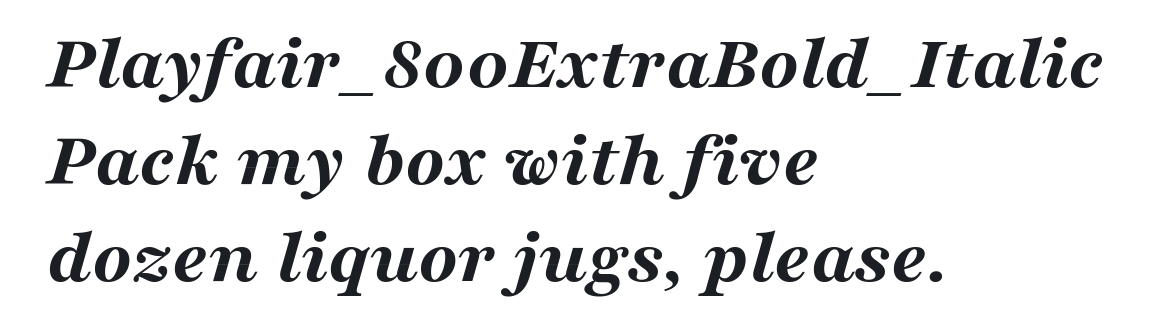 Playfair_800ExtraBold_Italic
Pack my box with five
dozen liquor jugs, please.